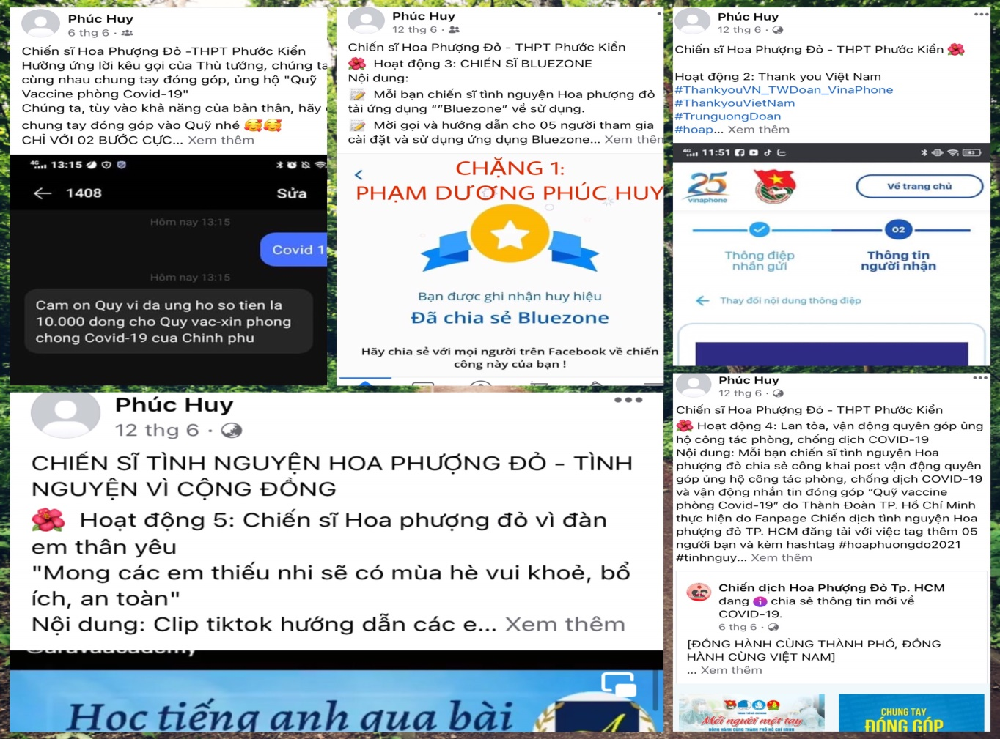 Phúc Huy
6 thg 6 ·
Chiến sĩ Hoa Phượng Đỏ -THPT Phước Kiển
Hưởng ứng lời kêu gọi của Thủ tướng, chúng ta
cùng nhau chung tay đóng góp, ủng hộ "Quỹ
Vaccine phòng Covid-19"
Chúng ta, tùy vào khả năng của bản thân, hãy
chung tay đóng góp vào Quỹ nhé 🥰🥰
CHỈ VỚI 02 BƯỚC CỰC... Xem thêm
4G 13:15
1408
Sửa
Hôm nay 13:15
Covid 1
Hôm nay 13:15
Cam on Quy vi da ung ho so tien la
10.000 dong cho Quy vac-xin phong
chong Covid-19 cua Chinh phu
Phúc Huy
12 thg 6 ·
Chiến sĩ Hoa Phượng Đỏ - THPT Phước Kiển
🌺 Hoạt động 3: CHIẾN SĨ BLUEZONE
Nội dung:
📝 Mỗi bạn chiến sĩ tình nguyện Hoa phượng đỏ
tải ứng dụng “”Bluezone” về sử dụng.
📝 Mời gọi và hướng dẫn cho 05 người tham gia
cài đặt và sử dụng ứng dụng Bluezone... Xem thêm
CHẶNG 1:
PHẠM DƯƠNG PHÚC HUY
Bạn được ghi nhận huy hiệu
Đã chia sẻ Bluezone
Hãy chia sẻ với mọi người trên Facebook về chiến
công này của bạn !
Phúc Huy
12 thg 6 ·
Chiến sĩ Hoa Phượng Đỏ - THPT Phước Kiển 🌺
Hoạt động 2: Thank you Việt Nam
#ThankyouVN_TWDoan_VinaPhone
#ThankyouVietNam
#TrunguongDoan
#hoap... Xem thêm
4G 11:51
43
25
vinaphone
Về trang chủ
02
Thông điệp
nhắn gửi
Thông tin
người nhận
Thay đổi nội dung thông điệp
Phúc Huy
12 thg 6 ·
CHIẾN SĨ TÌNH NGUYỆN HOA PHƯỢNG ĐỎ - TÌNH
NGUYỆN VÌ CỘNG ĐỒNG
🌺 Hoạt động 5: Chiến sĩ Hoa phượng đỏ vì đàn
em thân yêu
"Mong các em thiếu nhi sẽ có mùa hè vui khoẻ, bổ
ích, an toàn"
Nội dung: Clip tiktok hướng dẫn các e... Xem thêm
Học tiếng anh qua bài
Phúc Huy
12 thg 6 ·
Chiến sĩ Hoa Phượng Đỏ - THPT Phước Kiển
🌺 Hoạt động 4: Lan tỏa, vận động quyên góp ủng
hộ công tác phòng, chống dịch COVID-19
Nội dung: Mỗi bạn chiến sĩ tình nguyện Hoa
phượng đỏ chia sẻ công khai post vận động quyên
góp ủng hộ công tác phòng, chống dịch COVID-19
và vận động nhắn tin đóng góp “Quỹ vaccine
phòng Covid-19” do Thành Đoàn TP. Hồ Chí Minh
thực hiện do Fanpage Chiến dịch tình nguyện Hoa
phượng đỏ TP. HCM đăng tải với việc tag thêm 05
người bạn và kèm hashtag #hoaphuongdo2021
#tinhnguy... Xem thêm
Chiến dịch Hoa Phượng Đỏ Tp. HCM
đang chia sẻ thông tin mới về
COVID-19.
6 thg 6 ·
[ĐỒNG HÀNH CÙNG THÀNH PHỐ, ĐỒNG
HÀNH CÙNG VIỆT NAM]
... Xem thêm
Mỗi người một tay
ĐỒNG HÀNH CÙNG THÀNH PHỐ HỒ CHÍ MINH
CHUNG TAY
ĐÓNG GÓP